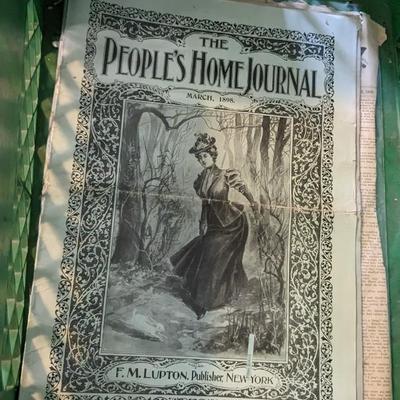 THE
PEOPLE'S HOME JOURNAL
MARCH, 1898.
F. M. LUPTON, Publisher, NEW YORK